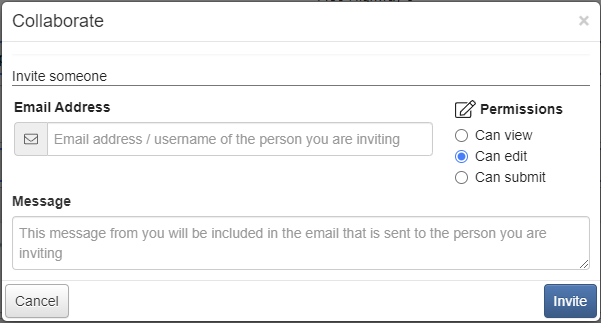 Collaborate
×
Invite someone
Email Address
Email address / username of the person you are inviting
Permissions
Can view
Can edit
Can submit
Message
This message from you will be included in the email that is sent to the person you are
inviting
Cancel
Invite